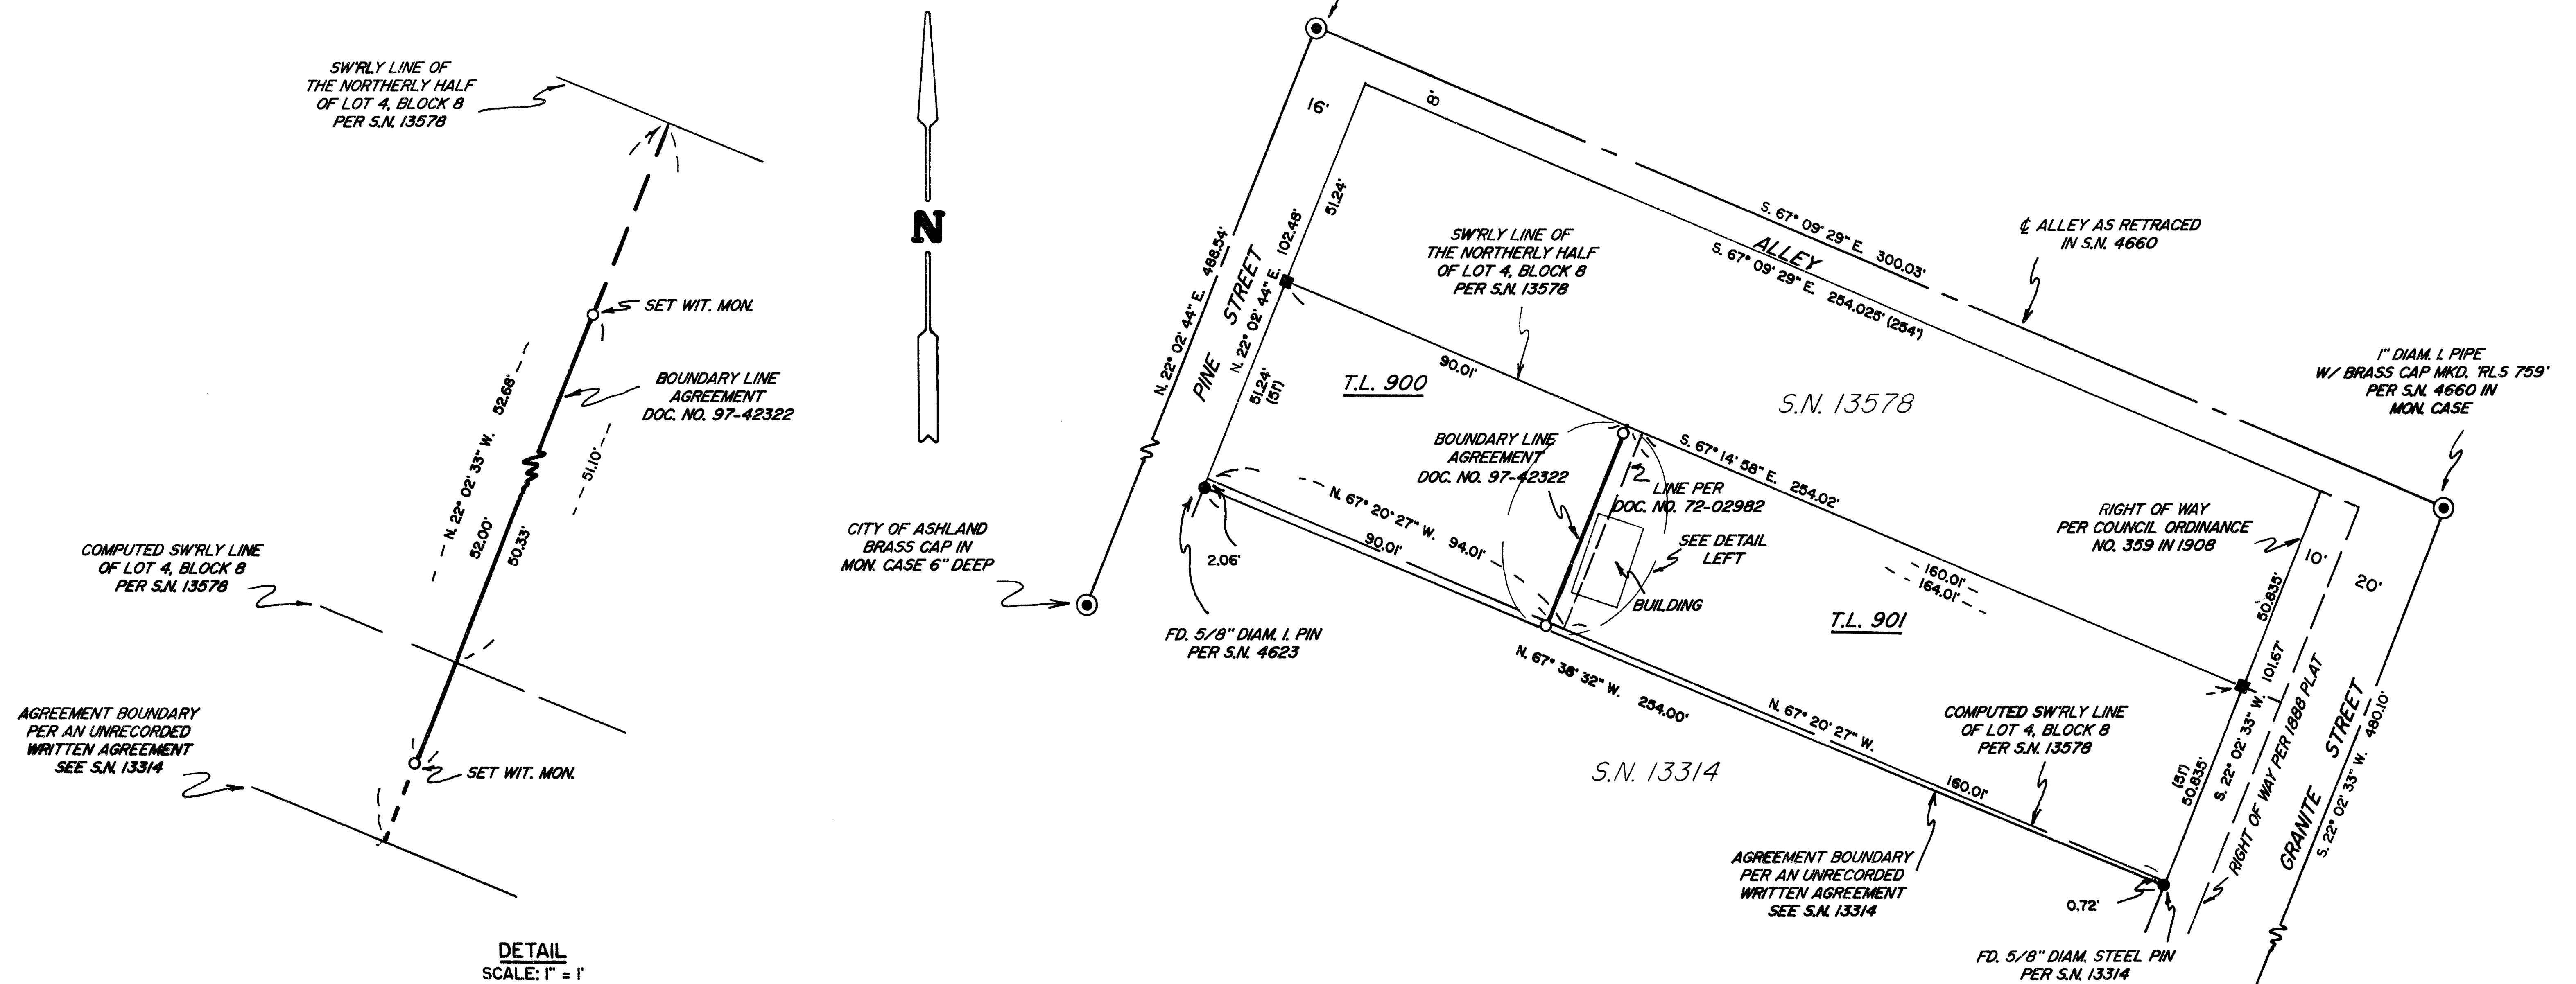 SW'RLY LINE OF
THE NORTHERLY HALF
OF LOT 4, BLOCK 8
PER S.N. 13578
SET WIT. MON.
BOUNDARY LINE
AGREEMENT
DOC. NO. 97-42322
N. 22° 02' 33" W. 52.68'
51.10'
52.00'
50.33'
COMPUTED SW'RLY LINE
OF LOT 4, BLOCK 8
PER S.N. 13578
AGREEMENT BOUNDARY
PER AN UNRECORDED
WRITTEN AGREEMENT
SEE S.N. 13314
SET WIT. MON.
DETAIL
SCALE: 1" = 1'
N
16'
8'
51.24'
N. 22° 02' 44" E. 488.54'
PINE STREET
N. 22° 02' 44" E. 102.48'
51.24'
(51')
S. 67° 09' 29" E. 300.03'
ALLEY
S. 67° 09' 29" E. 254.025' (254')
℄ ALLEY AS RETRACED
IN S.N. 4660
SW'RLY LINE OF
THE NORTHERLY HALF
OF LOT 4, BLOCK 8
PER S.N. 13578
90.01'
T.L. 900
S.N. 13578
1" DIAM. I. PIPE
W/ BRASS CAP MKD. 'RLS 759'
PER S.N. 4660 IN
MON. CASE
BOUNDARY LINE
AGREEMENT
DOC. NO. 97-42322
S. 67° 14' 58" E. 254.02'
LINE PER
DOC. NO. 72-02982
N. 67° 20' 27" W. 94.01'
90.01'
SEE DETAIL
LEFT
BUILDING
160.01'
164.01'
T.L. 901
RIGHT OF WAY
PER COUNCIL ORDINANCE
NO. 359 IN 1908
10'
20'
50.835'
CITY OF ASHLAND
BRASS CAP IN
MON. CASE 6" DEEP
2.06'
FD. 5/8" DIAM. I. PIN
PER S.N. 4623
N. 67° 38' 32" W. 254.00'
N. 67° 20' 27" W.
160.01'
S.N. 13314
COMPUTED SW'RLY LINE
OF LOT 4, BLOCK 8
PER S.N. 13578
(51')
50.835'
S. 22° 02' 33" W. 101.67'
RIGHT OF WAY PER 1888 PLAT
GRANITE STREET
S. 22° 02' 33" W. 480.10'
AGREEMENT BOUNDARY
PER AN UNRECORDED
WRITTEN AGREEMENT
SEE S.N. 13314
0.72'
FD. 5/8" DIAM. STEEL PIN
PER S.N. 13314